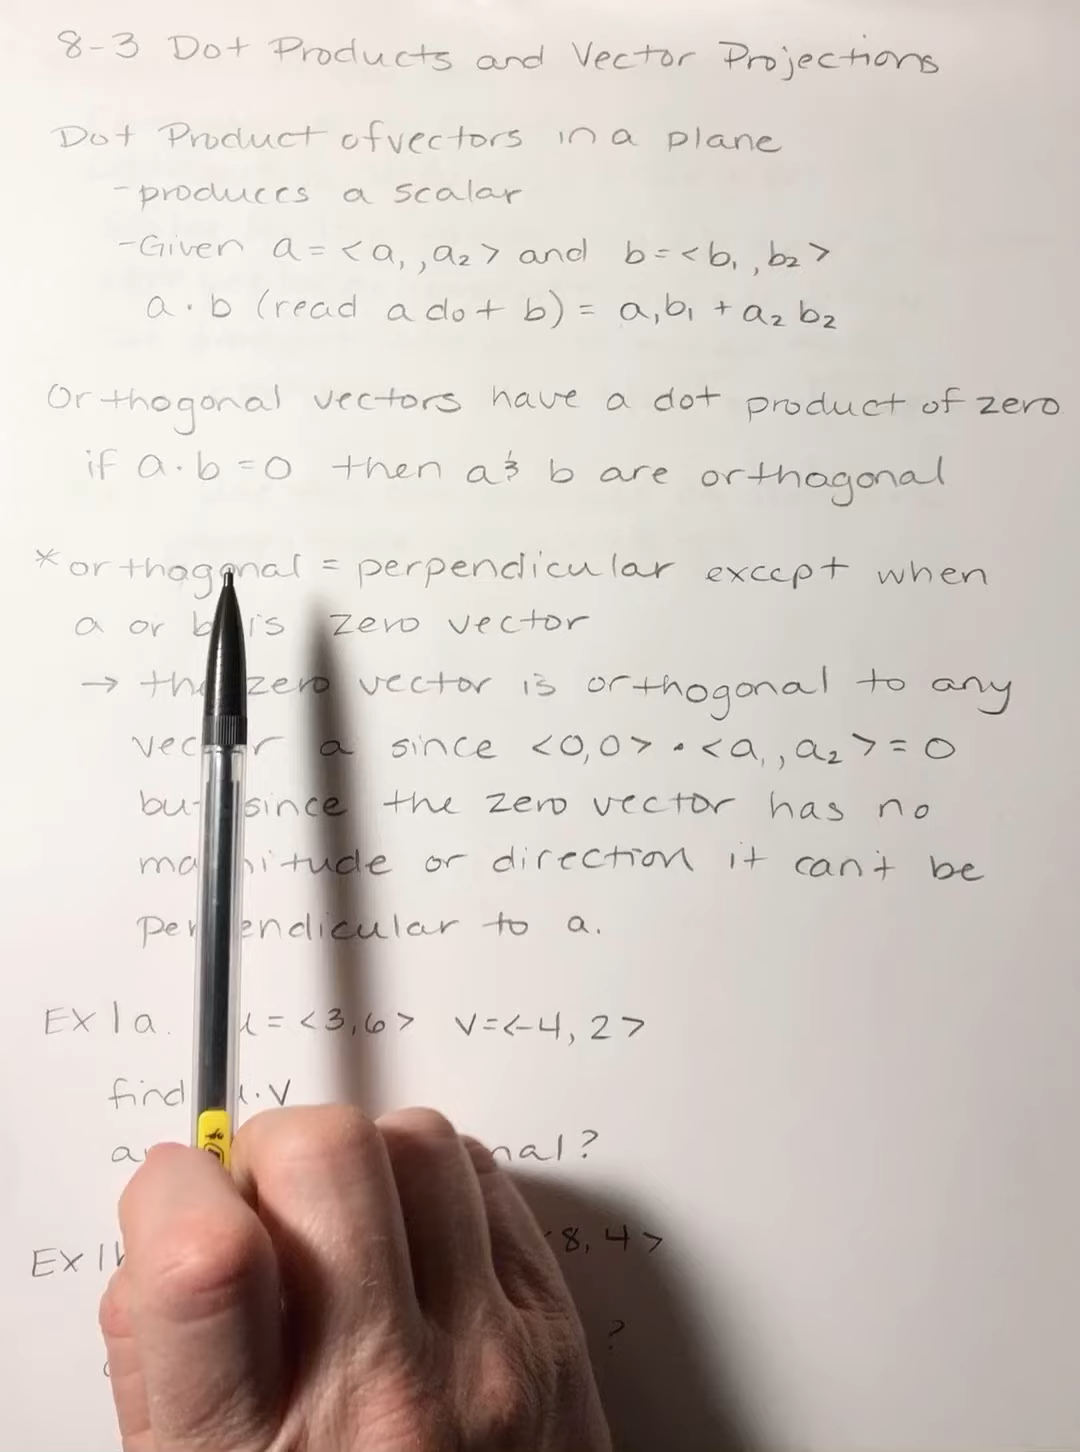 8-3 Dot Products and Vector Projections
Dot Product of vectors in a plane
- produces a scalar
- Given a = <a₁, a₂> and b = <b₁, b₂>
a · b (read a dot b) = a₁b₁ + a₂b₂
Orthogonal vectors have a dot product of zero
if a · b = 0 then a & b are orthagonal
* orthagonal = perpendicular except when
a or b is zero vector
→ the zero vector is orthogonal to any
a since <0,0> · <a₁, a₂> = 0
since the zero vector has no
or direction it can't be
to a.
EX 1a. = <3,6> v = <-4, 2>
find · v
?
EX 1 8, 4>
?